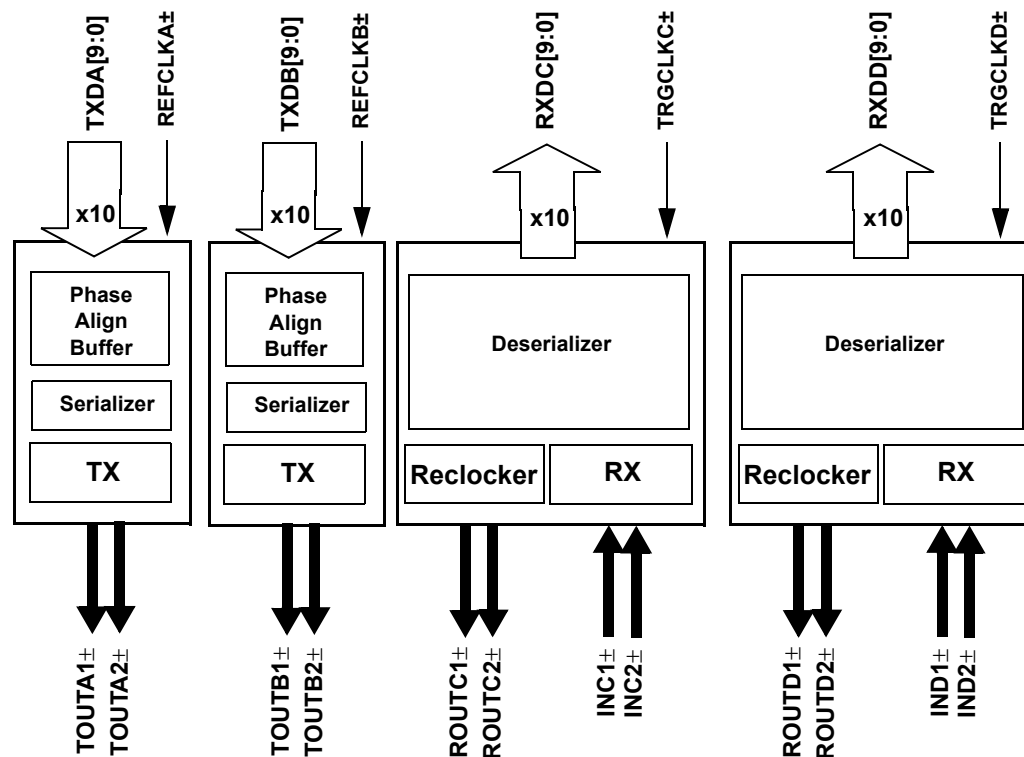 TXDA[9:0]
REFCLKA±
TXDB[9:0]
REFCLKB±
RXDC[9:0]
TRGCLKC±
RXDD[9:0]
TRGCLKD±
x10
x10
x10
x10
Phase
Align
Buffer
Serializer
TX
Phase
Align
Buffer
Serializer
TX
Deserializer
Reclocker
RX
Deserializer
Reclocker
RX
TOUTA1±
TOUTA2±
TOUTB1±
TOUTB2±
ROUTC1±
ROUTC2±
INC1±
INC2±
ROUTD1±
ROUTD2±
IND1±
IND2±